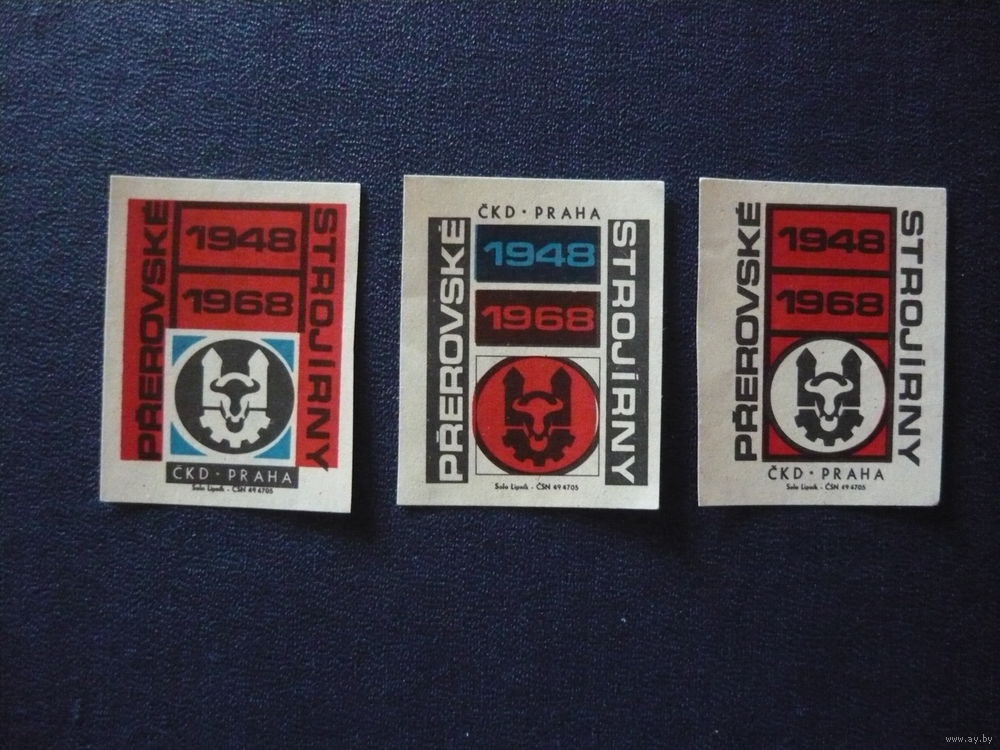 PŘEROVSKÉ
1948
1968
STROJÍRNY
ČKD · PRAHA
Solo Lipník - ČSN 49 4705
ČKD · PRAHA
PŘEROVSKÉ
1948
1968
STROJÍRNY
Solo Lipník - ČSN 49 4705
PŘEROVSKÉ
1948
1968
STROJÍRNY
ČKD · PRAHA
Solo Lipník - ČSN 49 4705
www.ay.by